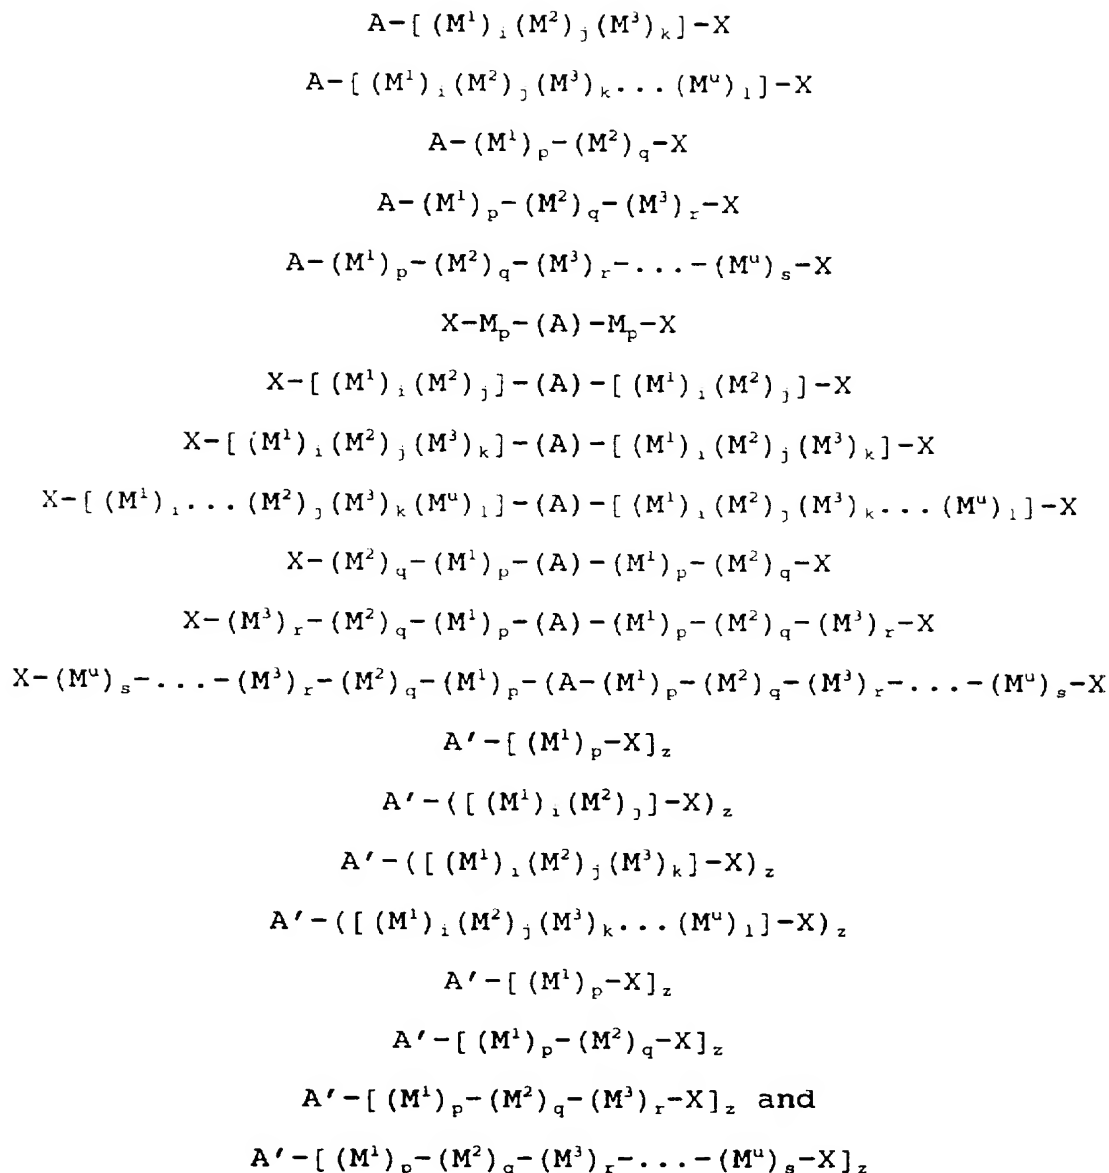 A-[(M¹)ᵢ(M²)ⱼ(M³)ₖ]-X
A-[(M¹)ᵢ(M²)ⱼ(M³)ₖ...(Mᵘ)ₗ]-X
A-(M¹)ₚ-(M²)q-X
A-(M¹)ₚ-(M²)q-(M³)ᵣ-X
A-(M¹)ₚ-(M²)q-(M³)ᵣ-...-(Mᵘ)ₛ-X
X-Mₚ-(A)-Mₚ-X
X-[(M¹)ᵢ(M²)ⱼ]-(A)-[(M¹)ᵢ(M²)ⱼ]-X
X-[(M¹)ᵢ(M²)ⱼ(M³)ₖ]-(A)-[(M¹)ᵢ(M²)ⱼ(M³)ₖ]-X
X-[(M¹)ᵢ...(M²)ⱼ(M³)ₖ(Mᵘ)ₗ]-(A)-[(M¹)ᵢ(M²)ⱼ(M³)ₖ...(Mᵘ)ₗ]-X
X-(M²)q-(M¹)ₚ-(A)-(M¹)ₚ-(M²)q-X
X-(M³)ᵣ-(M²)q-(M¹)ₚ-(A)-(M¹)ₚ-(M²)q-(M³)ᵣ-X
X-(Mᵘ)ₛ-...-(M³)ᵣ-(M²)q-(M¹)ₚ-(A-(M¹)ₚ-(M²)q-(M³)ᵣ-...-(Mᵘ)ₛ-X
A′-[(M¹)ₚ-X]z
A′-([(M¹)ᵢ(M²)ⱼ]-X)z
A′-([(M¹)ᵢ(M²)ⱼ(M³)ₖ]-X)z
A′-([(M¹)ᵢ(M²)ⱼ(M³)ₖ...(Mᵘ)ₗ]-X)z
A′-[(M¹)ₚ-X]z
A′-[(M¹)ₚ-(M²)q-X]z
A′-[(M¹)ₚ-(M²)q-(M³)ᵣ-X]z and
A′-[(M¹)ₚ-(M²)q-(M³)ᵣ-...-(Mᵘ)ₛ-X]z